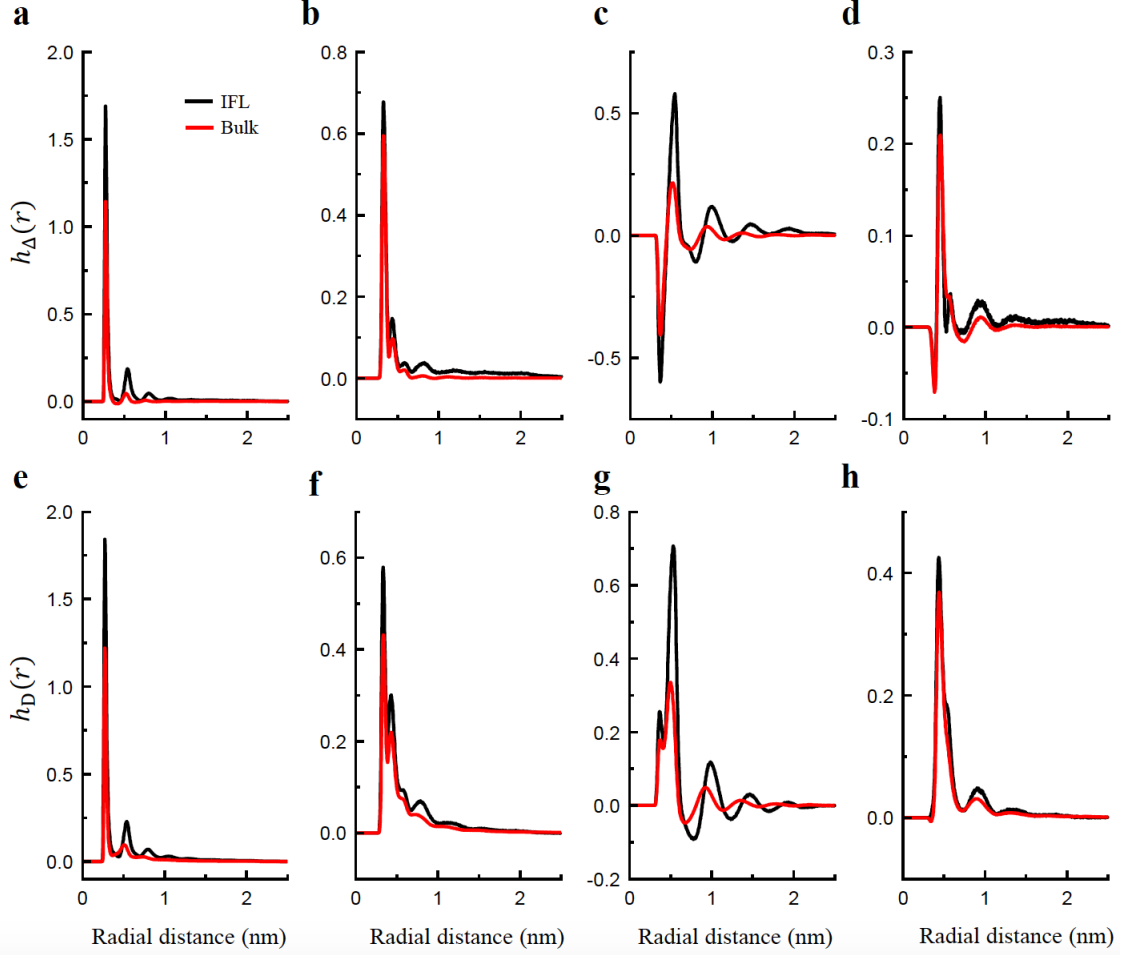 a b c d
2.0 0.8 0.3
IFL
Bulk
1.5 0.6 0.5 0.2
1.0 0.4 0.0 0.1
0.5 0.2 -0.5 0.0
0.0 0.0 -0.1
0 1 2 0 1 2 0 1 2 0 1 2
h_Δ(r)
e f g h
2.0 0.8
1.5 0.6 0.6 0.4
1.0 0.4 0.4 0.2
0.5 0.2 0.2 0.0
0.0 0.0 0.0
-0.2
0 1 2 0 1 2 0 1 2 0 1 2
h_D(r)
Radial distance (nm) Radial distance (nm) Radial distance (nm) Radial distance (nm)